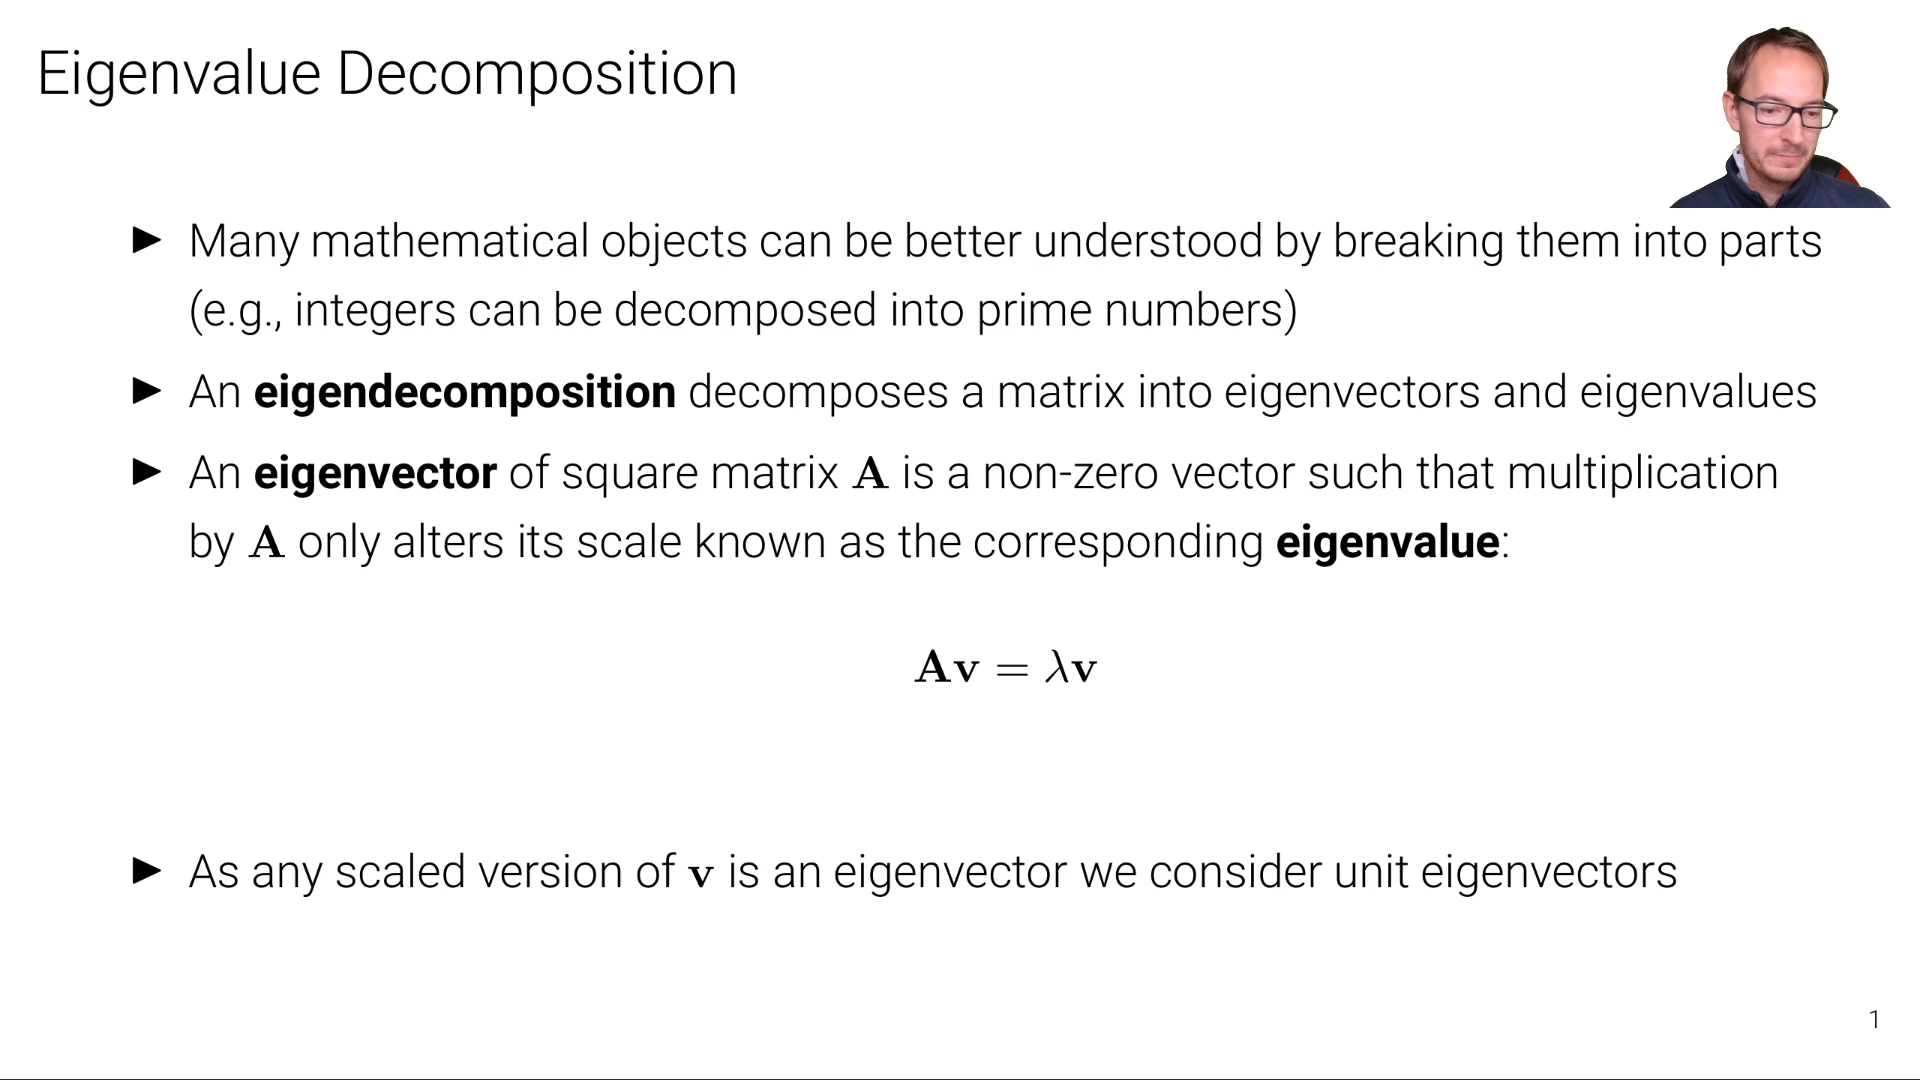 Eigenvalue Decomposition
▶ Many mathematical objects can be better understood by breaking them into parts
(e.g., integers can be decomposed into prime numbers)
▶ An eigendecomposition decomposes a matrix into eigenvectors and eigenvalues
▶ An eigenvector of square matrix A is a non-zero vector such that multiplication
by A only alters its scale known as the corresponding eigenvalue:
Av = λv
▶ As any scaled version of v is an eigenvector we consider unit eigenvectors
1